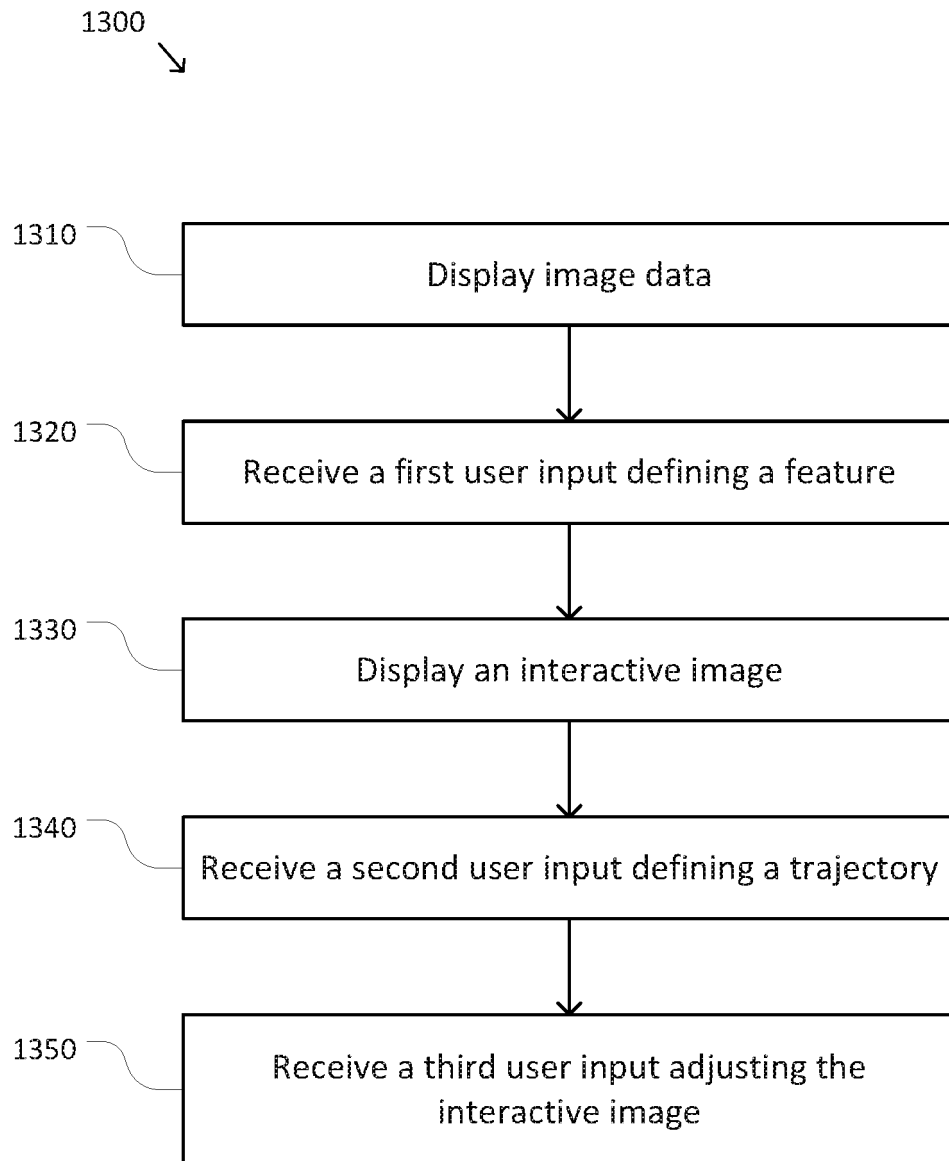 1300
1310
Display image data
1320
Receive a first user input defining a feature
1330
Display an interactive image
1340
Receive a second user input defining a trajectory
1350
Receive a third user input adjusting the
interactive image